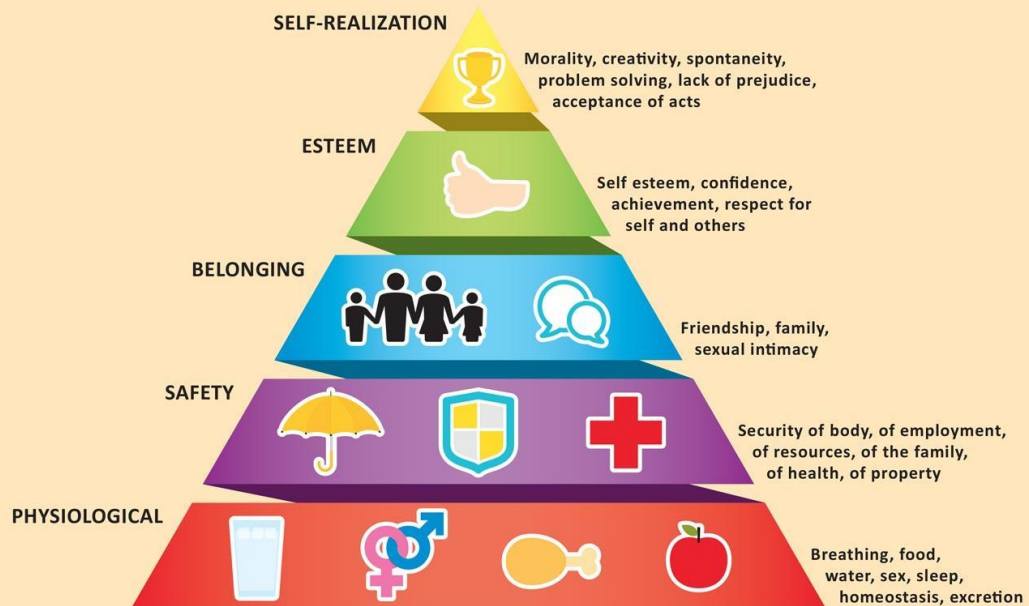 SELF-REALIZATION
Morality, creativity, spontaneity,
problem solving, lack of prejudice,
acceptance of acts
ESTEEM
Self esteem, confidence,
achievement, respect for
self and others
BELONGING
Friendship, family,
sexual intimacy
SAFETY
Security of body, of employment,
of resources, of the family,
of health, of property
PHYSIOLOGICAL
Breathing, food,
water, sex, sleep,
homeostasis, excretion